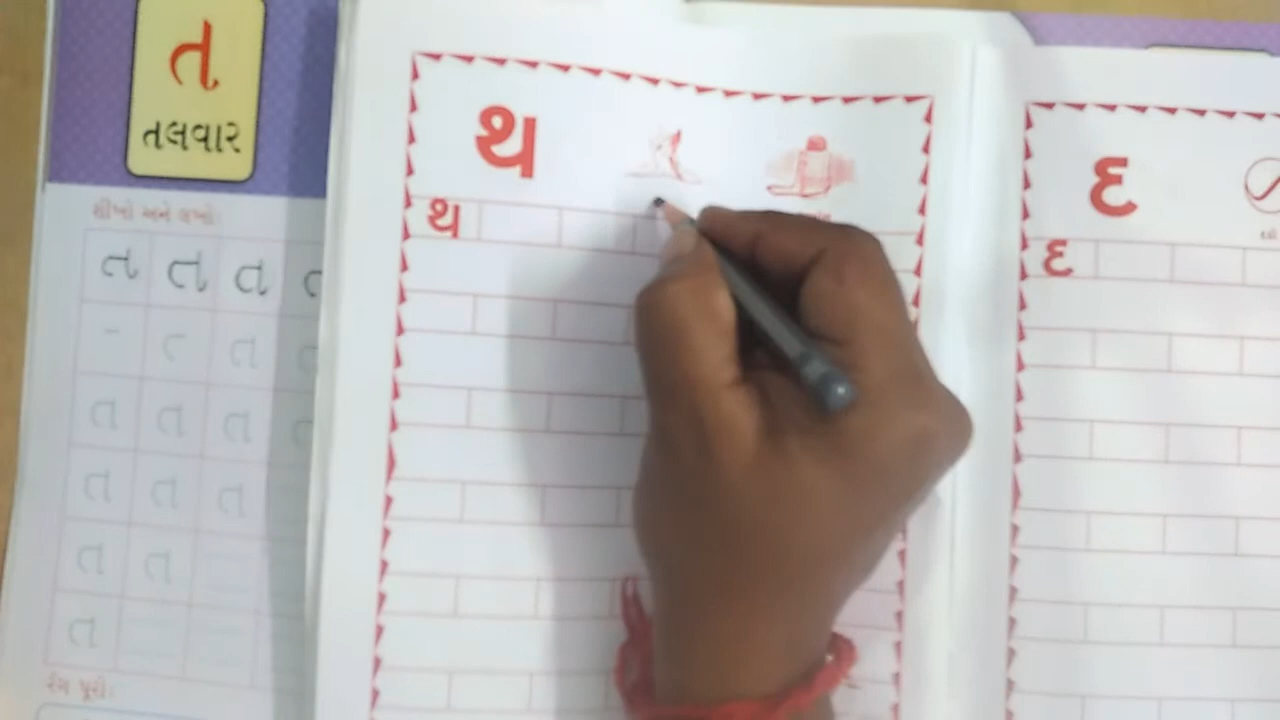 ત
તલવાર
શીખો અને લખો:
ત ત ત ત
ત ત ત
ત ત ત ત
ત ત ત
ત ત
ત
રંગ પૂરો:
થ
થ
દ
દ